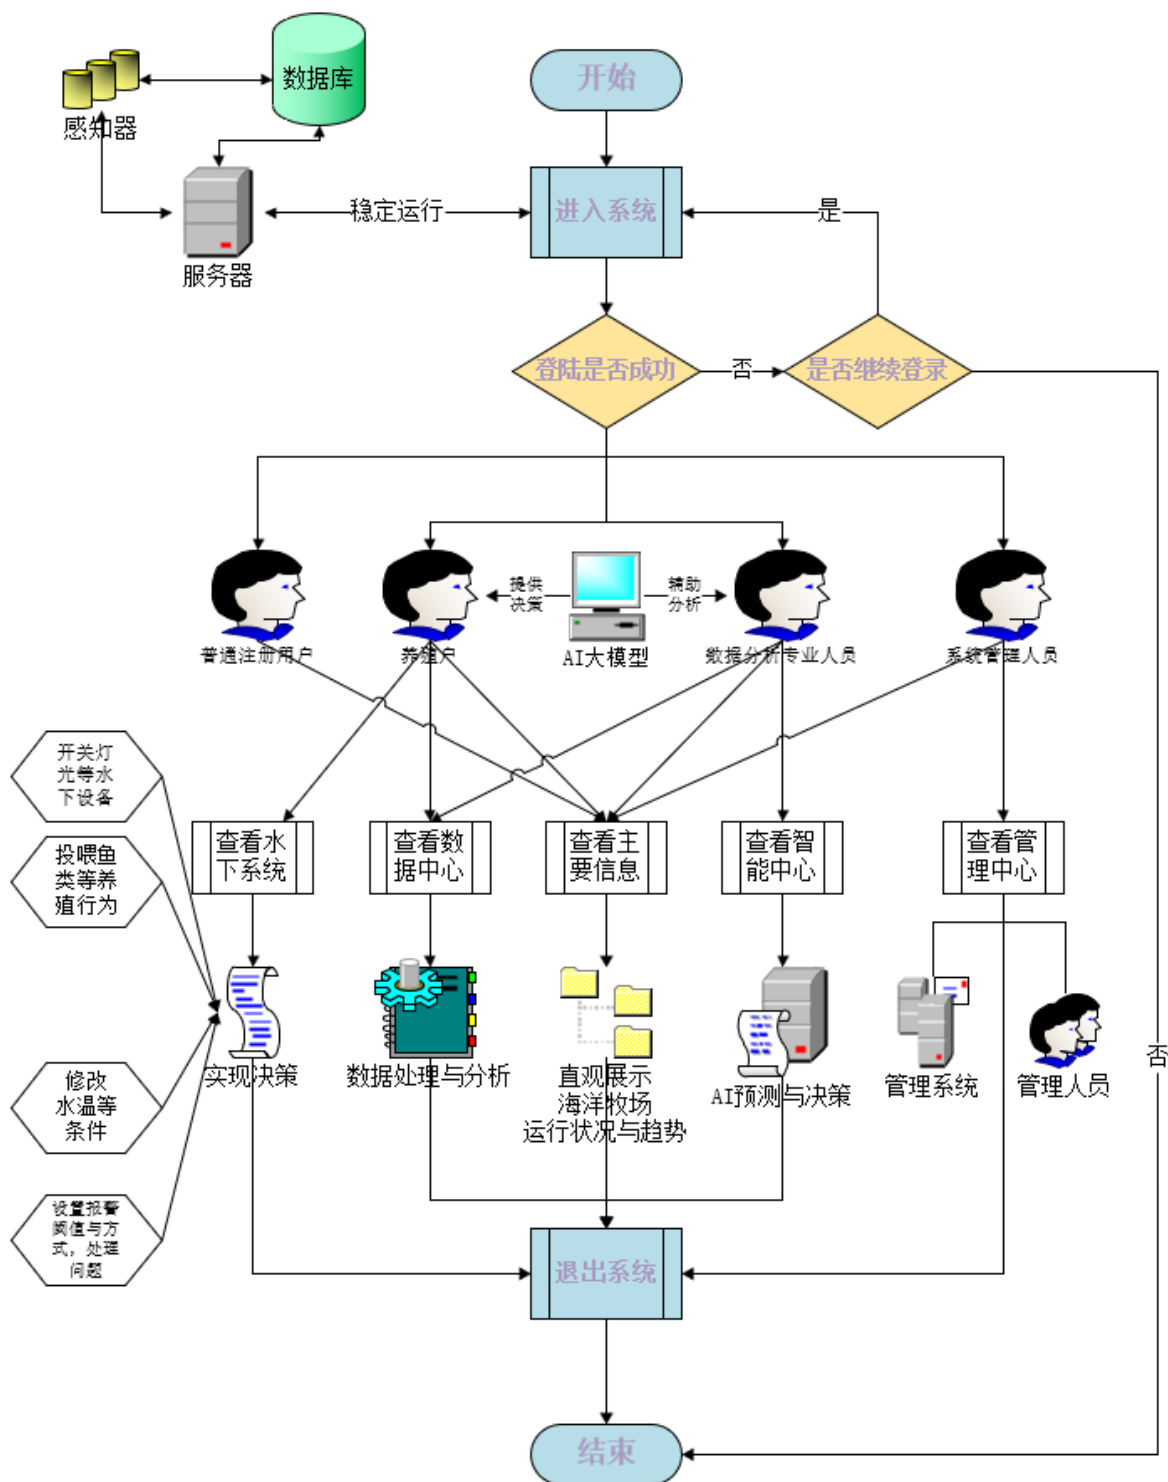 数据库
开始
感知器
稳定运行
进入系统
是
服务器
登陆是否成功
否
是否继续登录
提供
决策
辅助
分析
普通注册用户
养殖户
AI大模型
数据分析专业人员
系统管理人员
开关灯
光等水
下设备
查看水
下系统
查看数
据中心
查看主
要信息
查看智
能中心
查看管
理中心
投喂鱼
类等养
殖行为
实现决策
数据处理与分析
直观展示
海洋牧场
运行状况与趋势
AI预测与决策
管理系统
管理人员
否
修改
水温等
条件
设置报警
阈值与方
式，处理
问题
退出系统
结束